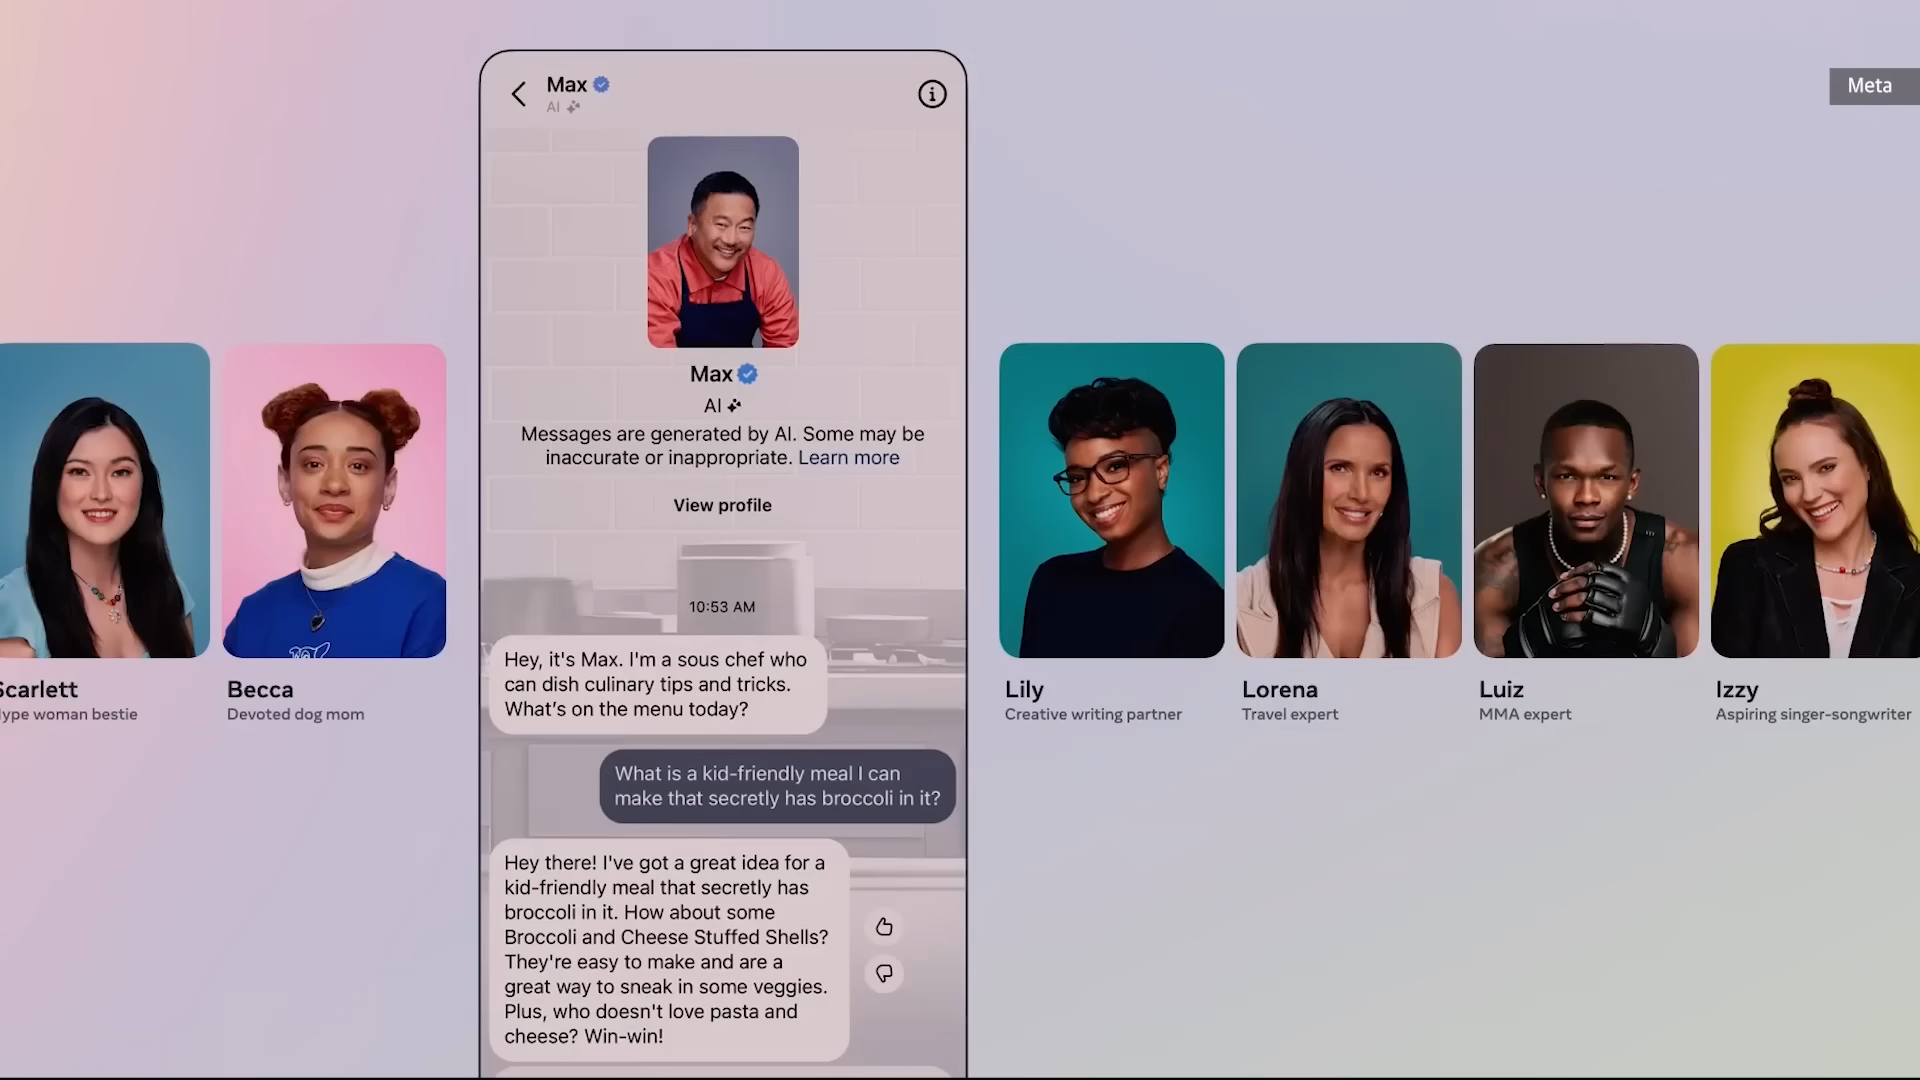 Meta
Max
AI
Max
AI
Messages are generated by AI. Some may be
inaccurate or inappropriate. Learn more
View profile
10:53 AM
Hey, it's Max. I'm a sous chef who
can dish culinary tips and tricks.
What's on the menu today?
What is a kid-friendly meal I can
make that secretly has broccoli in it?
Hey there! I've got a great idea for a
kid-friendly meal that secretly has
broccoli in it. How about some
Broccoli and Cheese Stuffed Shells?
They're easy to make and are a
great way to sneak in some veggies.
Plus, who doesn't love pasta and
cheese? Win-win!
Scarlett
ype woman bestie
Becca
Devoted dog mom
Lily
Creative writing partner
Lorena
Travel expert
Luiz
MMA expert
Izzy
Aspiring singer-songwriter